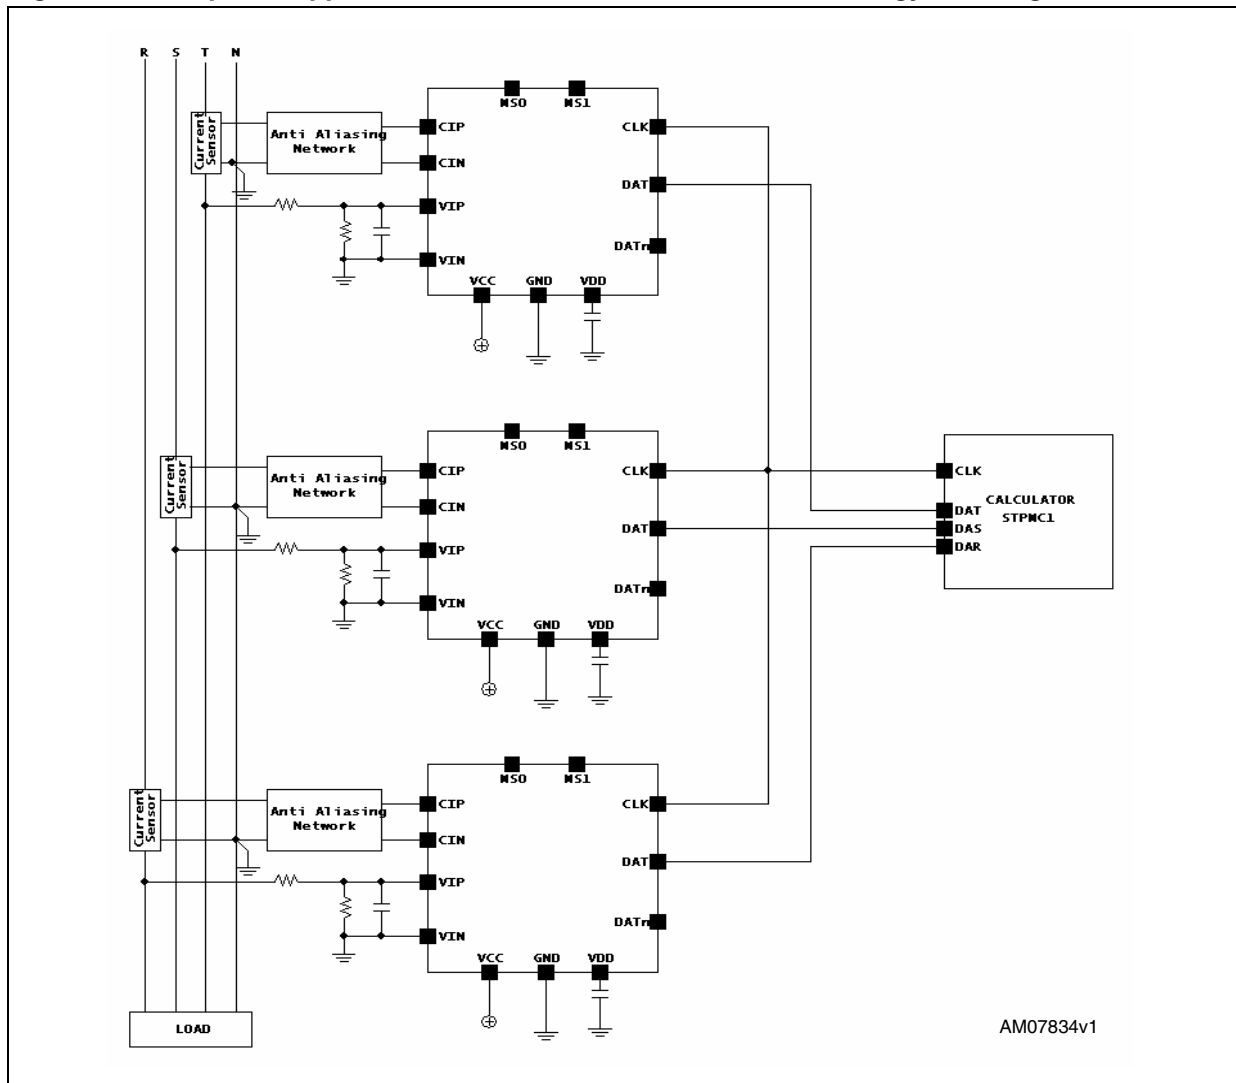 R S T N
MS0 MS1
Current
Sensor
Anti Aliasing
Network
CIP
CIN
VIP
VIN
CLK
DAT
DATn
VCC GND VDD
MS0 MS1
Current
Sensor
Anti Aliasing
Network
CIP
CIN
VIP
VIN
CLK
DAT
DATn
VCC GND VDD
CLK
DAT
DAS
DAR
CALCULATOR
STPMC1
MS0 MS1
Current
Sensor
Anti Aliasing
Network
CIP
CIN
VIP
VIN
CLK
DAT
DATn
VCC GND VDD
LOAD
AM07834v1